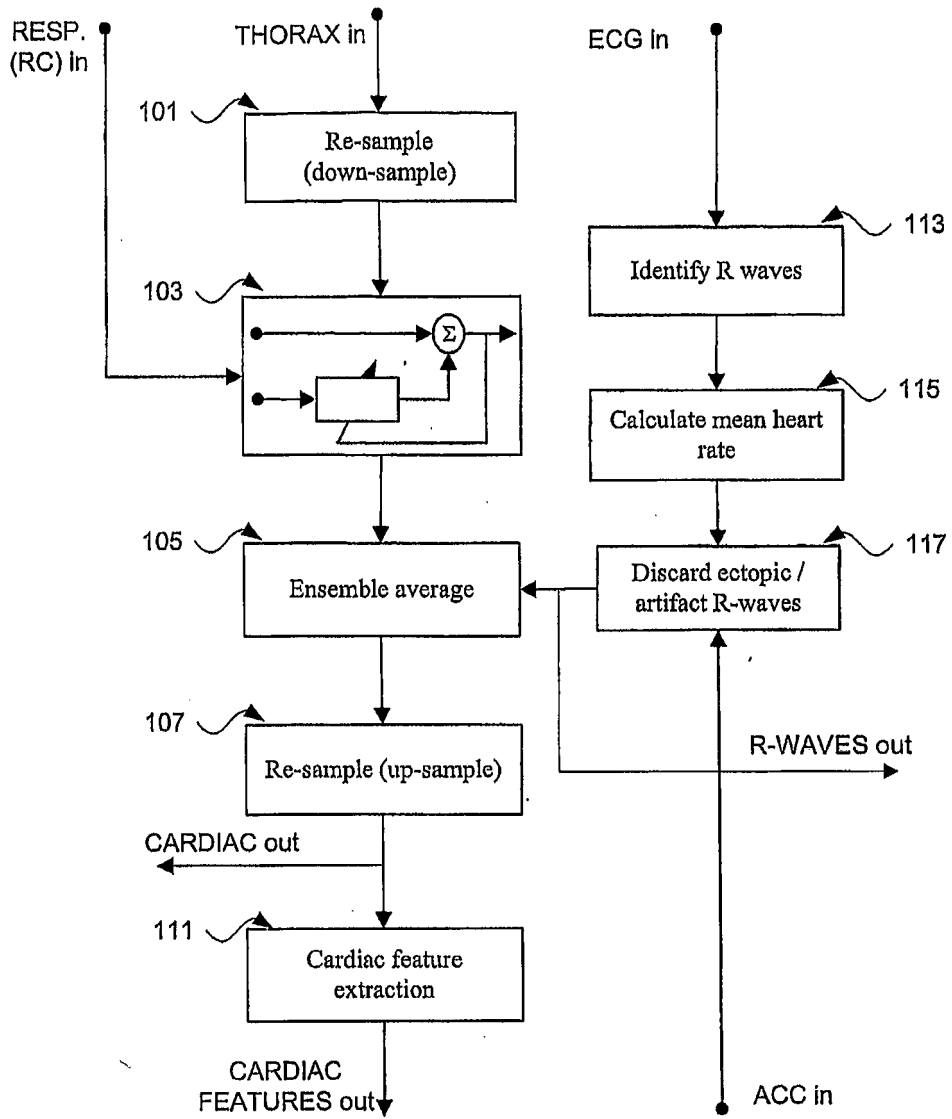 RESP.
(RC) in
THORAX in
ECG in
101
Re-sample
(down-sample)
113
Identify R waves
103
Σ
115
Calculate mean heart
rate
105
Ensemble average
117
Discard ectopic /
artifact R-waves
107
Re-sample (up-sample)
R-WAVES out
CARDIAC out
111
Cardiac feature
extraction
CARDIAC
FEATURES out
ACC in